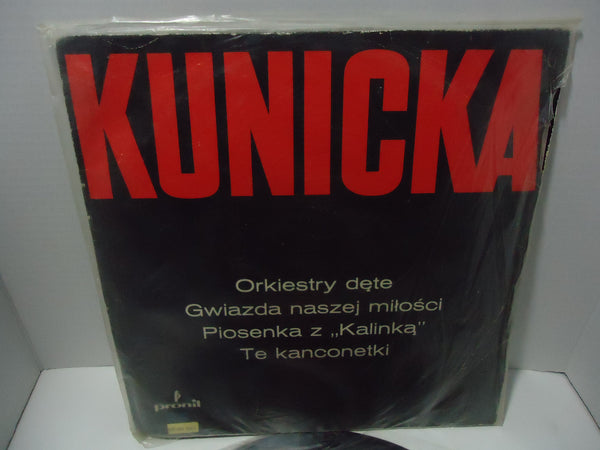 KUNICKA
Orkiestry dęte
Gwiazda naszej miłości
Piosenka z „Kalinką"
Te kanconetki
pronit